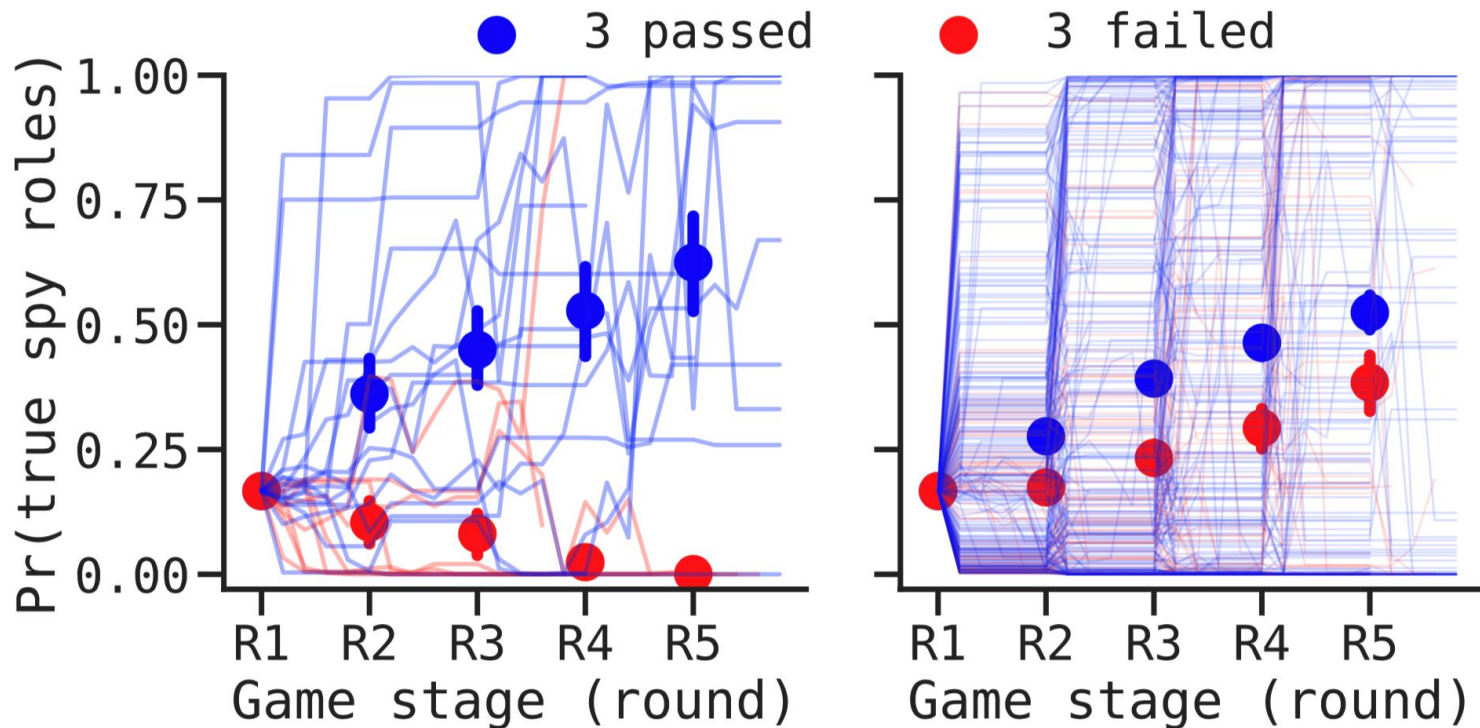 3 passed
3 failed
Pr(true spy roles)
1.00
0.75
0.50
0.25
0.00
R1 R2 R3 R4 R5
R1 R2 R3 R4 R5
Game stage (round)
Game stage (round)